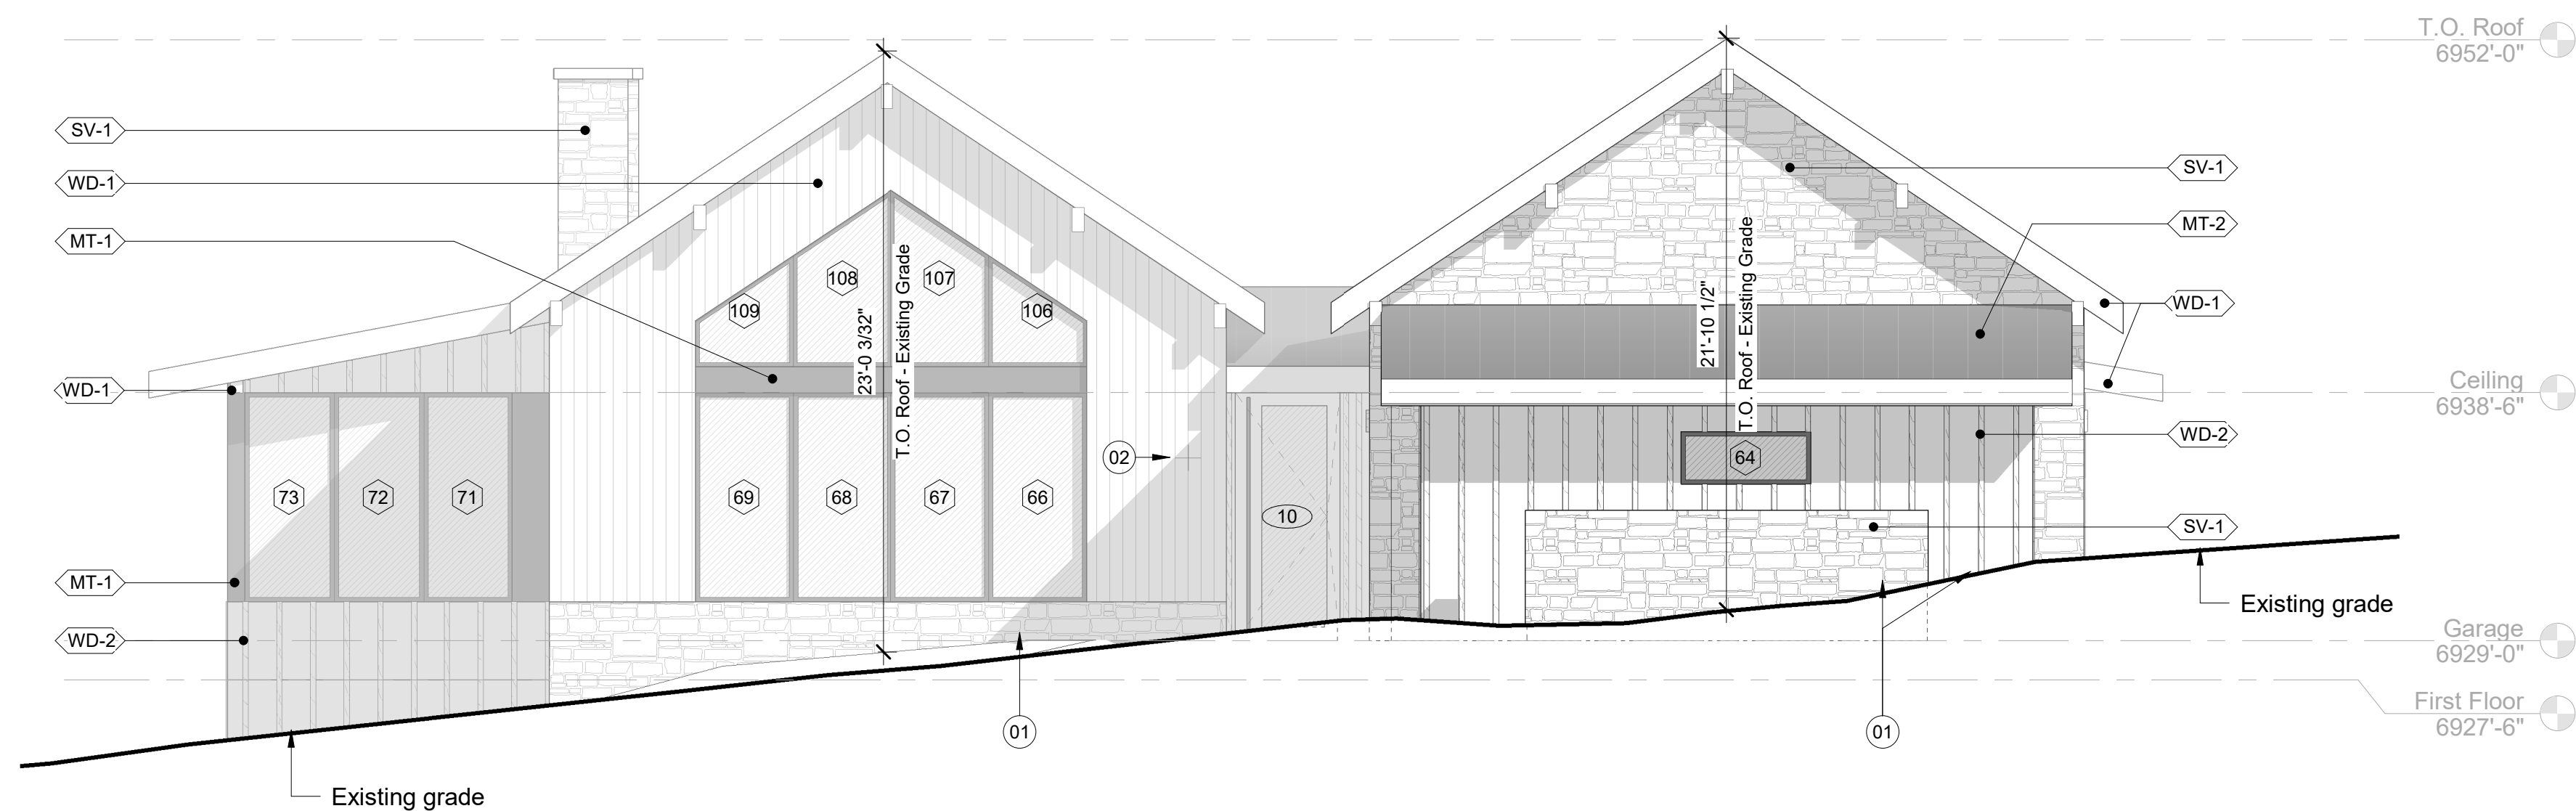 T.O. Roof
6952'-0"
SV-1
WD-1
MT-1
WD-1
MT-1
WD-2
109
108
107
106
23'-0 3/32"
T.O. Roof - Existing Grade
73
72
71
69
68
67
66
02
10
21'-10 1/2"
T.O. Roof - Existing Grade
64
SV-1
MT-2
WD-1
WD-2
SV-1
Ceiling
6938'-6"
Existing grade
Garage
6929'-0"
First Floor
6927'-6"
01
01
Existing grade